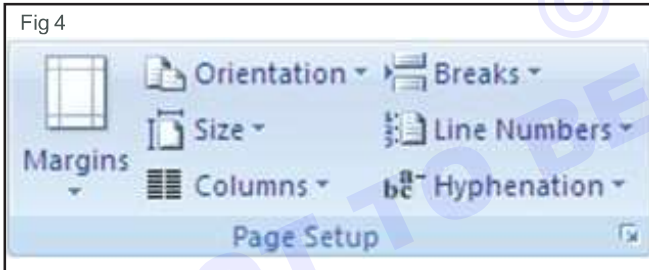 Fig 4
Orientation Breaks
Size Line Numbers
Margins
Columns Hyphenation
Page Setup